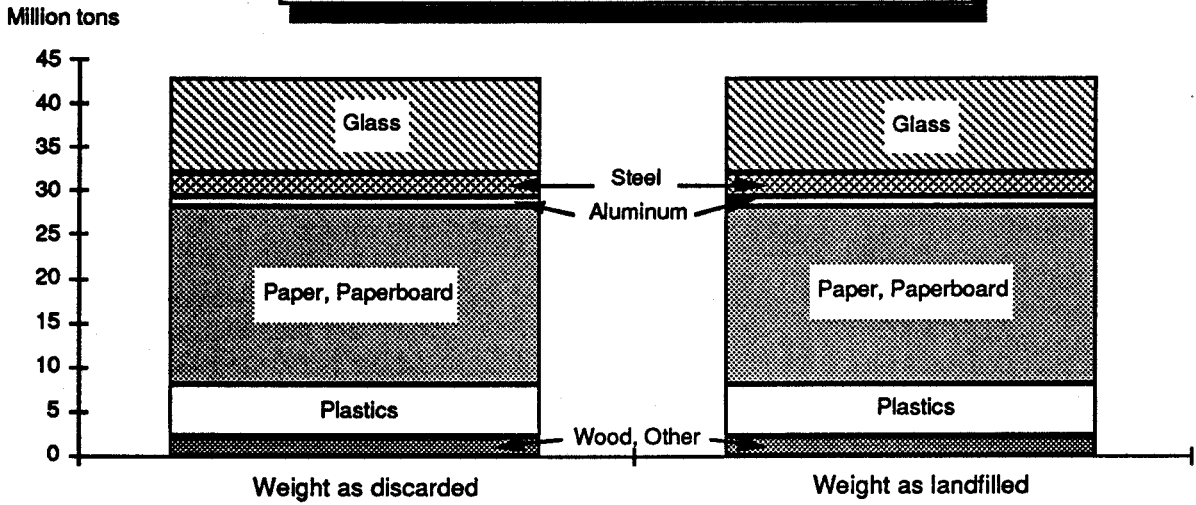 Million tons
45
40
35
30
25
20
15
10
5
0
Glass
Glass
Steel
Aluminum
Paper, Paperboard
Paper, Paperboard
Plastics
Plastics
Wood, Other
Weight as discarded
Weight as landfilled